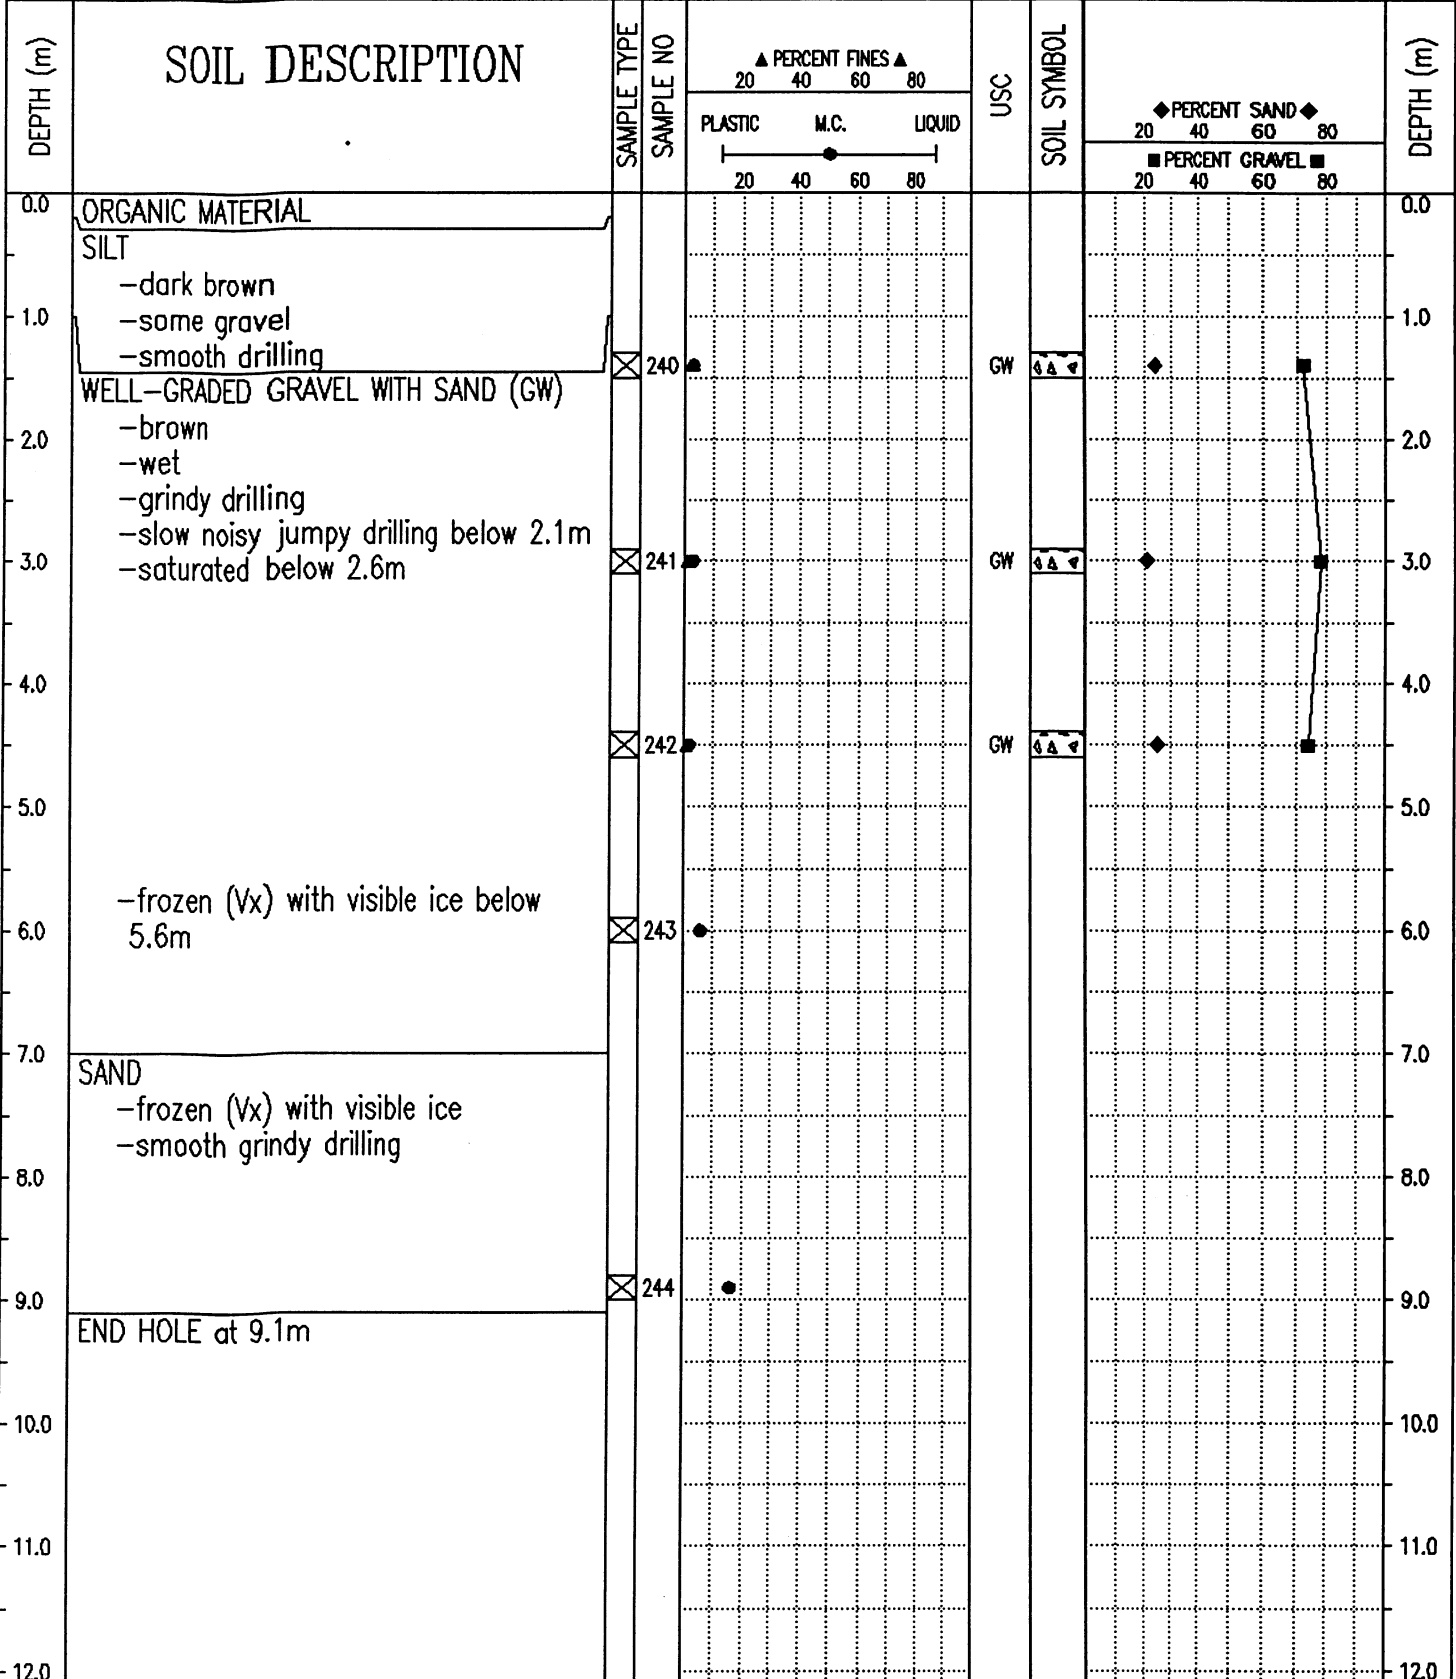 DEPTH (m)
SOIL DESCRIPTION
SAMPLE TYPE
SAMPLE NO
▲ PERCENT FINES ▲
20 40 60 80
PLASTIC M.C. LIQUID
20 40 60 80
USC
SOIL SYMBOL
◆PERCENT SAND◆
20 40 60 80
■PERCENT GRAVEL■
20 40 60 80
DEPTH (m)
0.0 ORGANIC MATERIAL 0.0
SILT
-dark brown
1.0 -some gravel 1.0
-smooth drilling 240 GW
WELL-GRADED GRAVEL WITH SAND (GW)
-brown
2.0 2.0
-wet
-grindy drilling
-slow noisy jumpy drilling below 2.1m
3.0 -saturated below 2.6m 241 GW 3.0
4.0 4.0
242 GW
5.0 5.0
-frozen (Vx) with visible ice below
6.0 5.6m 243 6.0
7.0 7.0
SAND
-frozen (Vx) with visible ice
-smooth grindy drilling
8.0 8.0
244
9.0 9.0
END HOLE at 9.1m
10.0 10.0
11.0 11.0
12.0 12.0